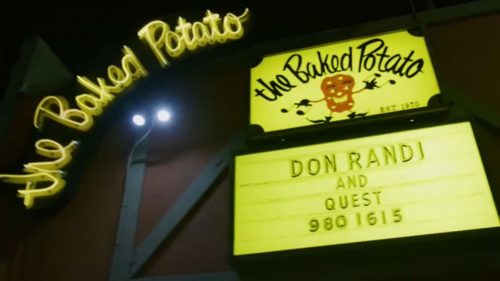 the Baked Potato
the Baked Potato
EST. 1970
DON RANDI
AND
QUEST
980 1615